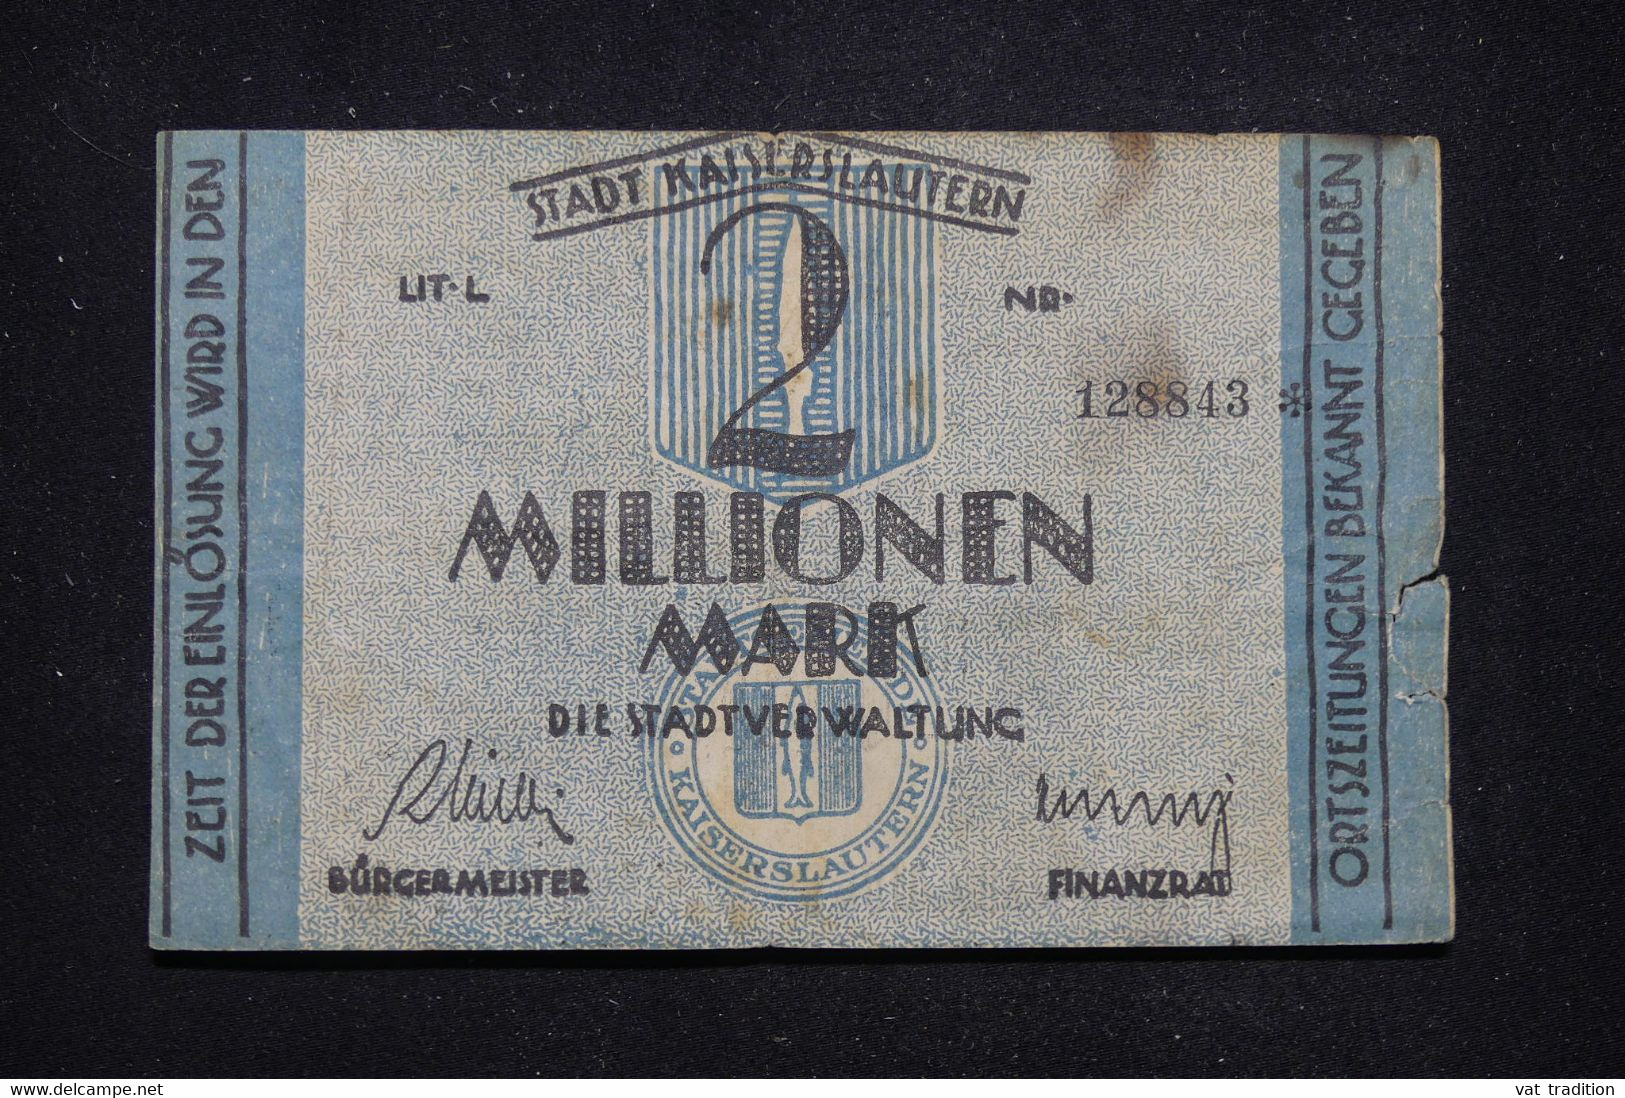 ZEIT DER EINLÖSUNG WIRD IN DEN
STADT KAISERSLAUTERN
2
LIT. L
NR.
128843 *
MILLIONEN
MARK
DIE STADTVERWALTUNG
KAISERSLAUTERN
BÜRGERMEISTER
FINANZRAT
ORTSZEITUNGEN BEKANNT GEGEBEN
delcampe.net
vat tradition